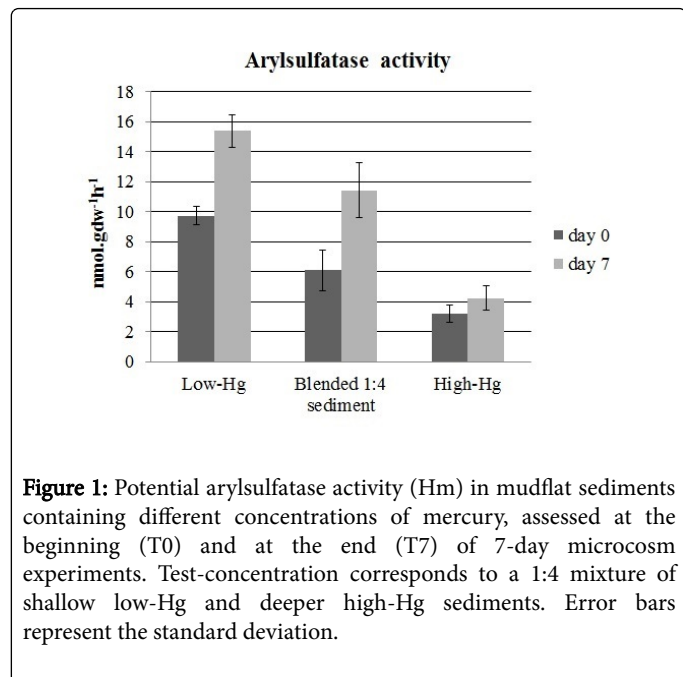 Arylsulfatase activity
nmol.gdw⁻¹h⁻¹
18
16
14
12
10
8
6
4
2
0
Low-Hg
Blended 1:4
sediment
High-Hg
day 0
day 7
Figure 1: Potential arylsulfatase activity (Hm) in mudflat sediments
containing different concentrations of mercury, assessed at the
beginning (T0) and at the end (T7) of 7-day microcosm
experiments. Test-concentration corresponds to a 1:4 mixture of
shallow low-Hg and deeper high-Hg sediments. Error bars
represent the standard deviation.